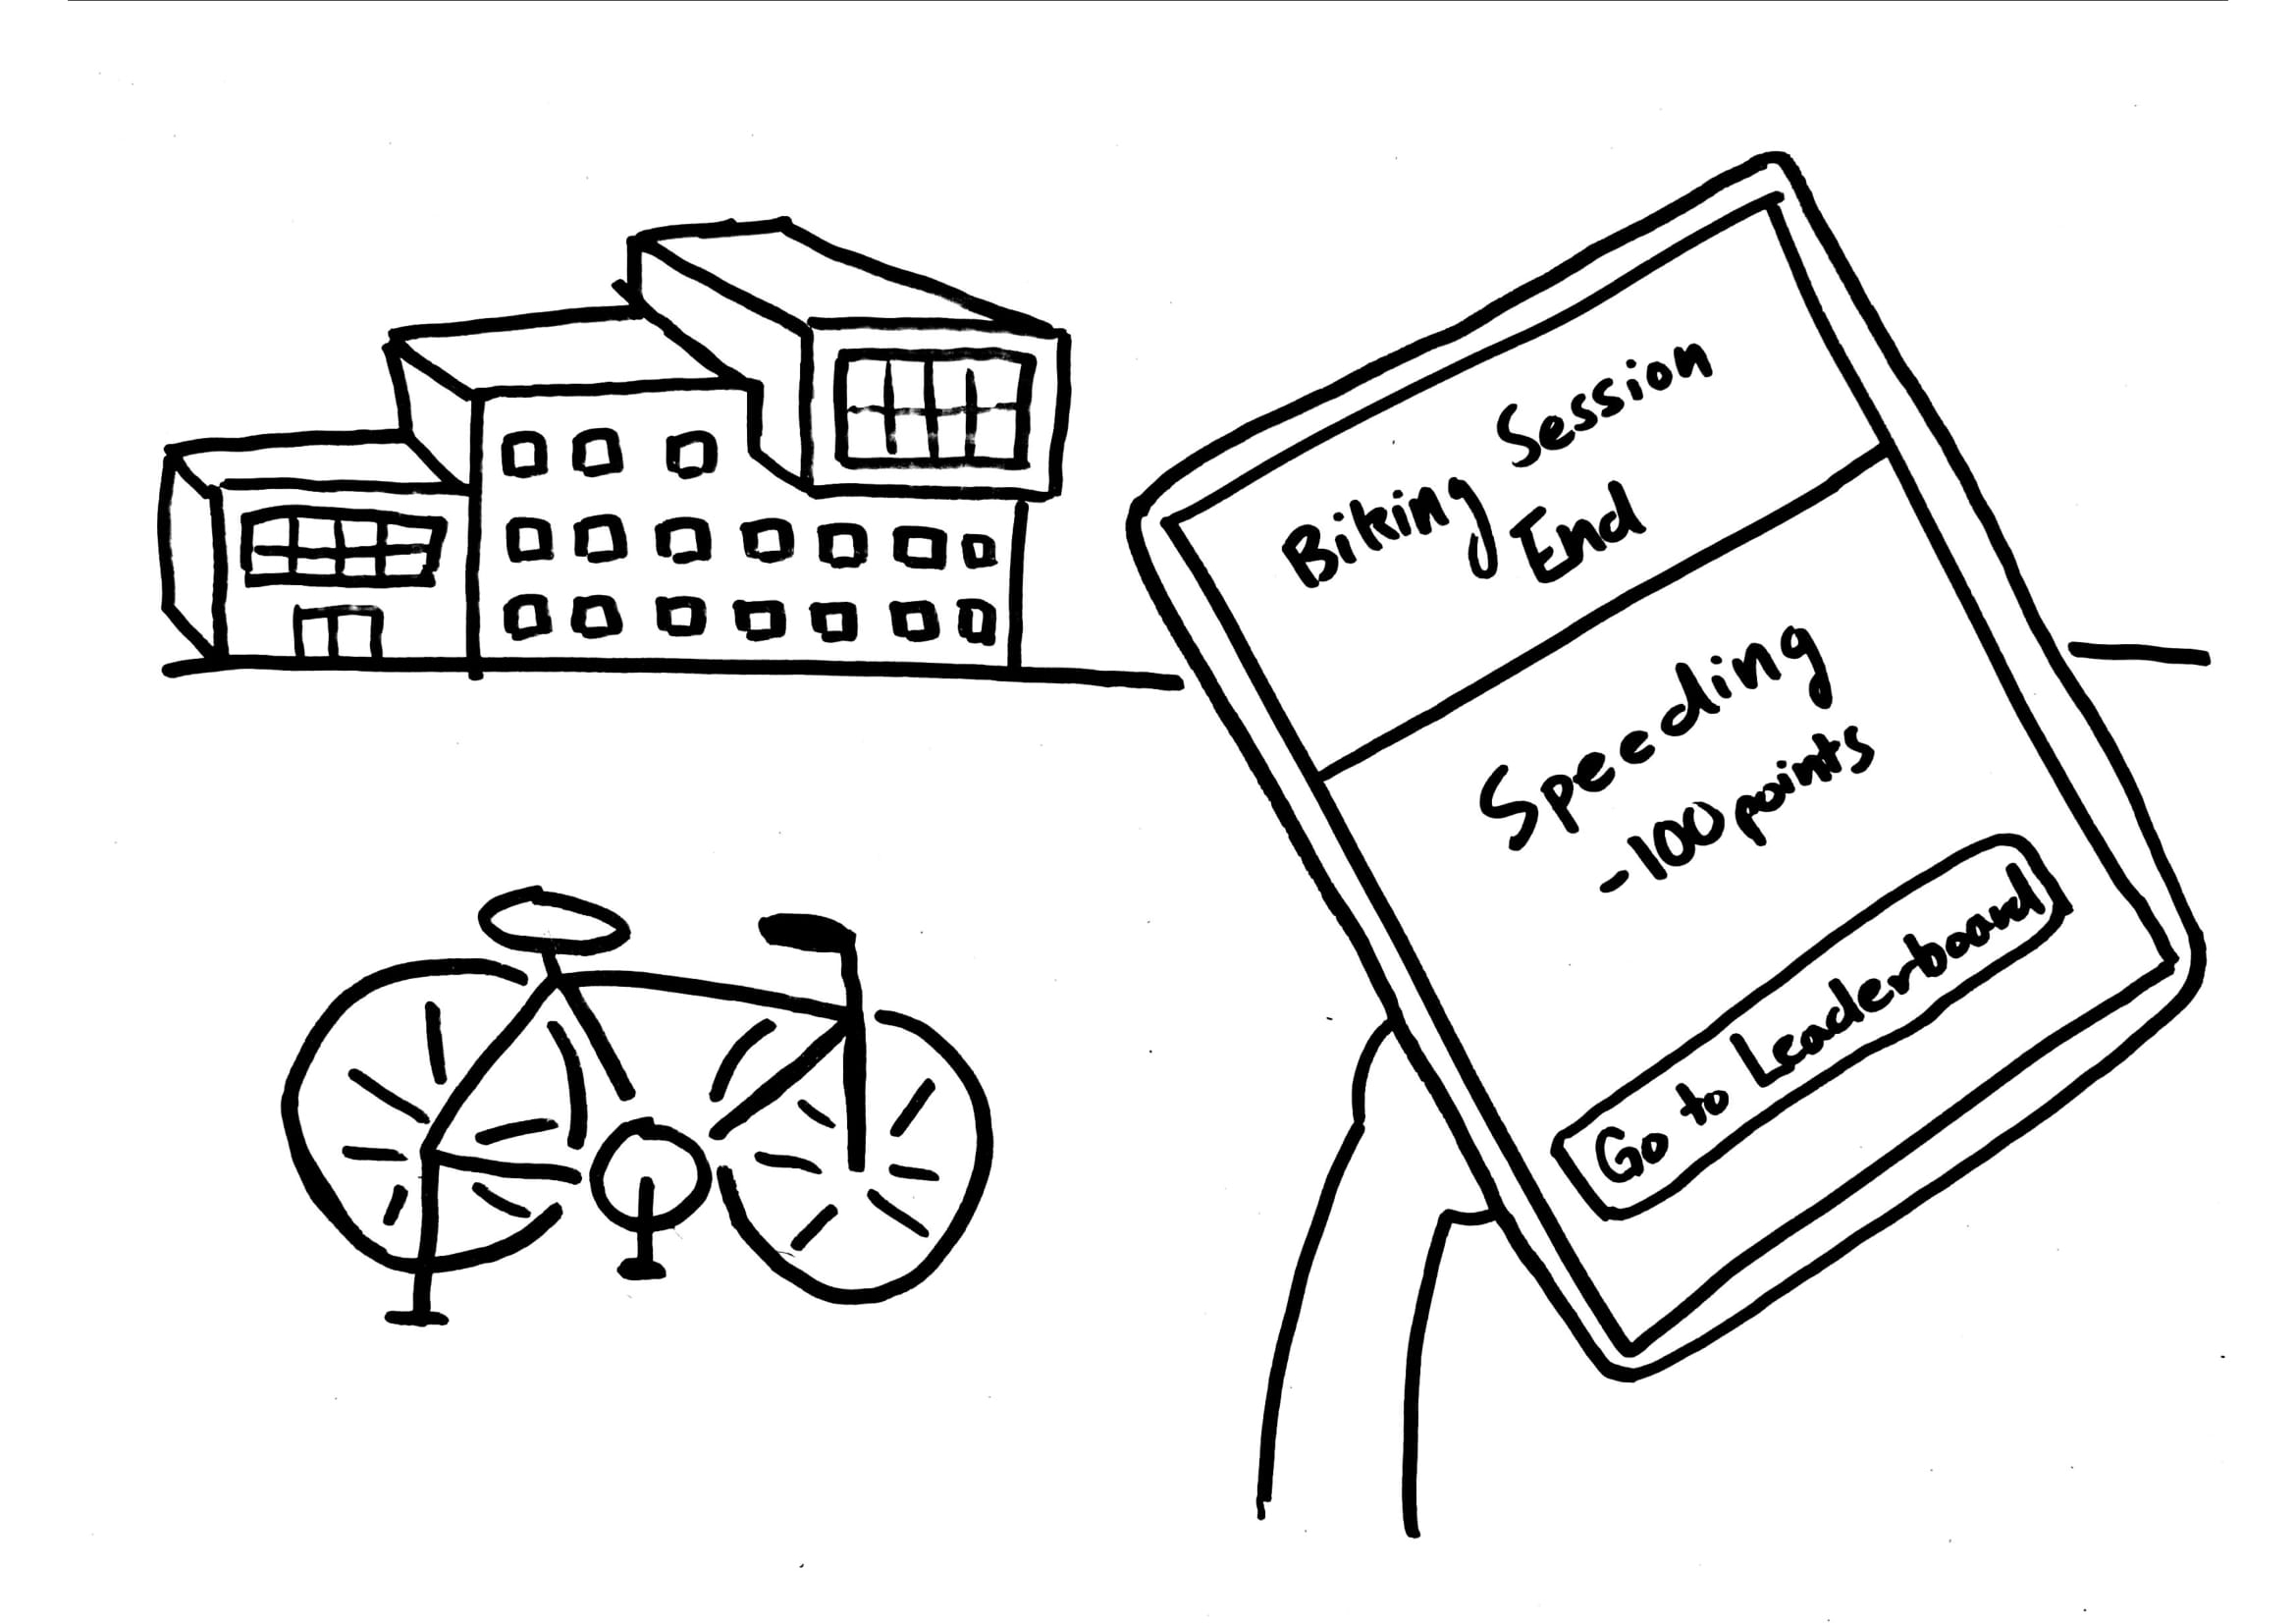 Biking Session
End
Speeding
-100 points
Go to Leaderboard